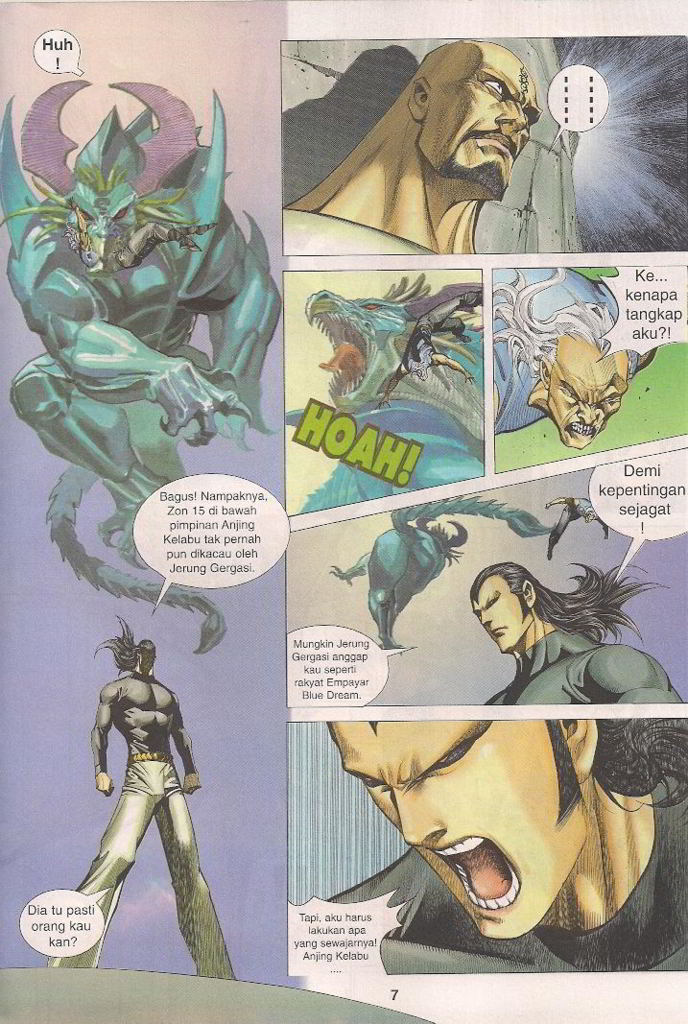 Huh
!
Bagus! Nampaknya,
Zon 15 di bawah
pimpinan Anjing
Kelabu tak pernah
pun dikacau oleh
Jerung Gergasi.
Dia tu pasti
orang kau
kan?
HOAH!
Ke...
kenapa
tangkap
aku?!
Demi
kepentingan
sejagat
!
Mungkin Jerung
Gergasi anggap
kau seperti
rakyat Empayar
Blue Dream.
Tapi, aku harus
lakukan apa
yang sewajarnya!
Anjing Kelabu
....
7